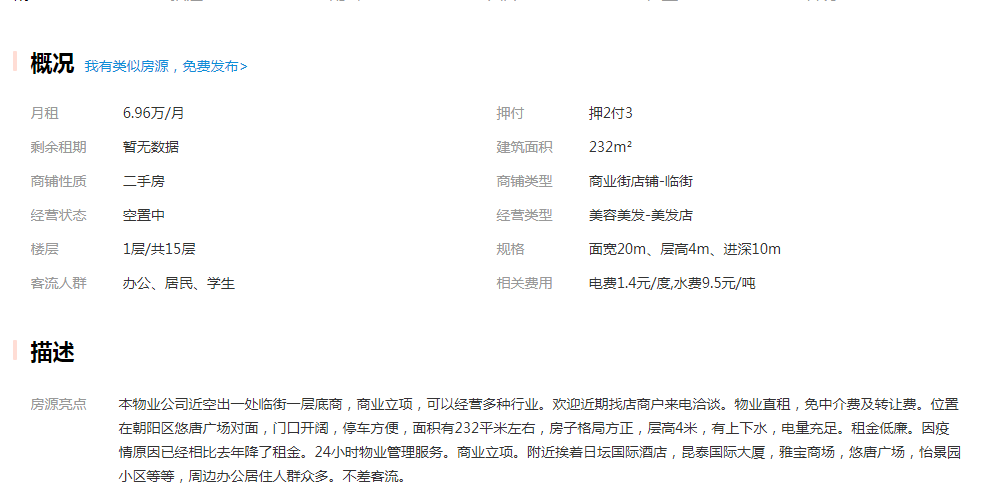 概况 我有类似房源，免费发布>
月租 6.96万/月 押付 押2付3
剩余租期 暂无数据 建筑面积 232m²
商铺性质 二手房 商铺类型 商业街店铺-临街
经营状态 空置中 经营类型 美容美发-美发店
楼层 1层/共15层 规格 面宽20m、层高4m、进深10m
客流人群 办公、居民、学生 相关费用 电费1.4元/度,水费9.5元/吨
描述
房源亮点 本物业公司近空出一处临街一层底商，商业立项，可以经营多种行业。欢迎近期找店商户来电洽谈。物业直租，免中介费及转让费。位置
在朝阳区悠唐广场对面，门口开阔，停车方便，面积有232平米左右，房子格局方正，层高4米，有上下水，电量充足。租金低廉。因疫
情原因已经相比去年降了租金。24小时物业管理服务。商业立项。附近挨着日坛国际酒店，昆泰国际大厦，雅宝商场，悠唐广场，怡景园
小区等等，周边办公居住人群众多。不差客流。